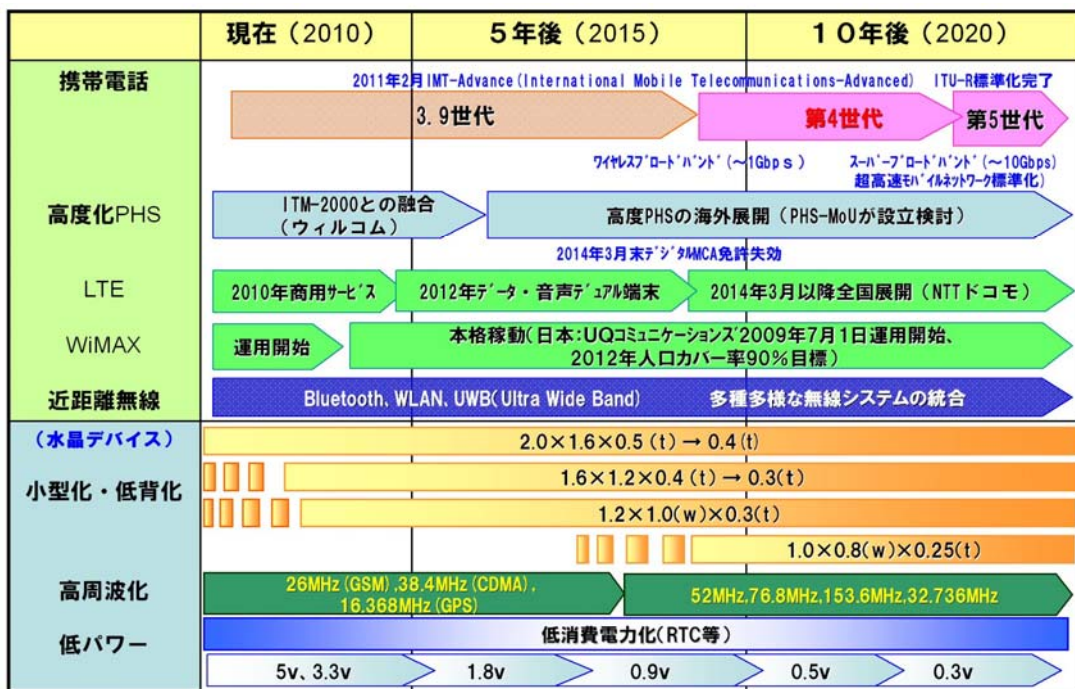 現在（2010） ５年後（2015） １０年後（2020）
携帯電話
2011年2月IMT-Advance(International Mobile Telecommunications-Advanced) ITU-R標準化完了
3.9世代 第4世代 第5世代
ﾜｲﾔﾚｽﾌﾞﾛｰﾄﾞﾊﾞﾝﾄﾞ(～1Gbps) ｽｰﾊﾟｰﾌﾞﾛｰﾄﾞﾊﾞﾝﾄﾞ(～10Gbps)
超高速ﾓﾊﾞｲﾙﾈｯﾄﾜｰｸ標準化)
高度化PHS
ITM-2000との融合
(ウィルコム)
高度PHSの海外展開（PHS-MoUが設立検討）
2014年3月末ﾃﾞｼﾞﾀﾙMCA免許失効
LTE
2010年商用ｻｰﾋﾞｽ 2012年ﾃﾞｰﾀ・音声ﾃﾞｭｱﾙ端末 2014年3月以降全国展開（NTTドコモ）
WiMAX
運用開始
本格稼動(日本：UQｺﾐｭﾆｹｰｼｮﾝｽﾞ2009年7月1日運用開始、
2012年人口カバー率90%目標）
近距離無線
Bluetooth、WLAN、UWB(Ultra Wide Band) 多種多様な無線システムの統合
(水晶デバイス)
2.0×1.6×0.5 (t) → 0.4(t)
小型化・低背化
1.6×1.2×0.4 (t) → 0.3(t)
1.2×1.0(w)×0.3(t)
1.0×0.8(w)×0.25(t)
高周波化
26MHz(GSM),38.4MHz(CDMA),
16.368MHz(GPS)
52MHz,76.8MHz,153.6MHz,32.736MHz
低パワー
低消費電力化(RTC等)
5v、3.3v 1.8v 0.9v 0.5v 0.3v